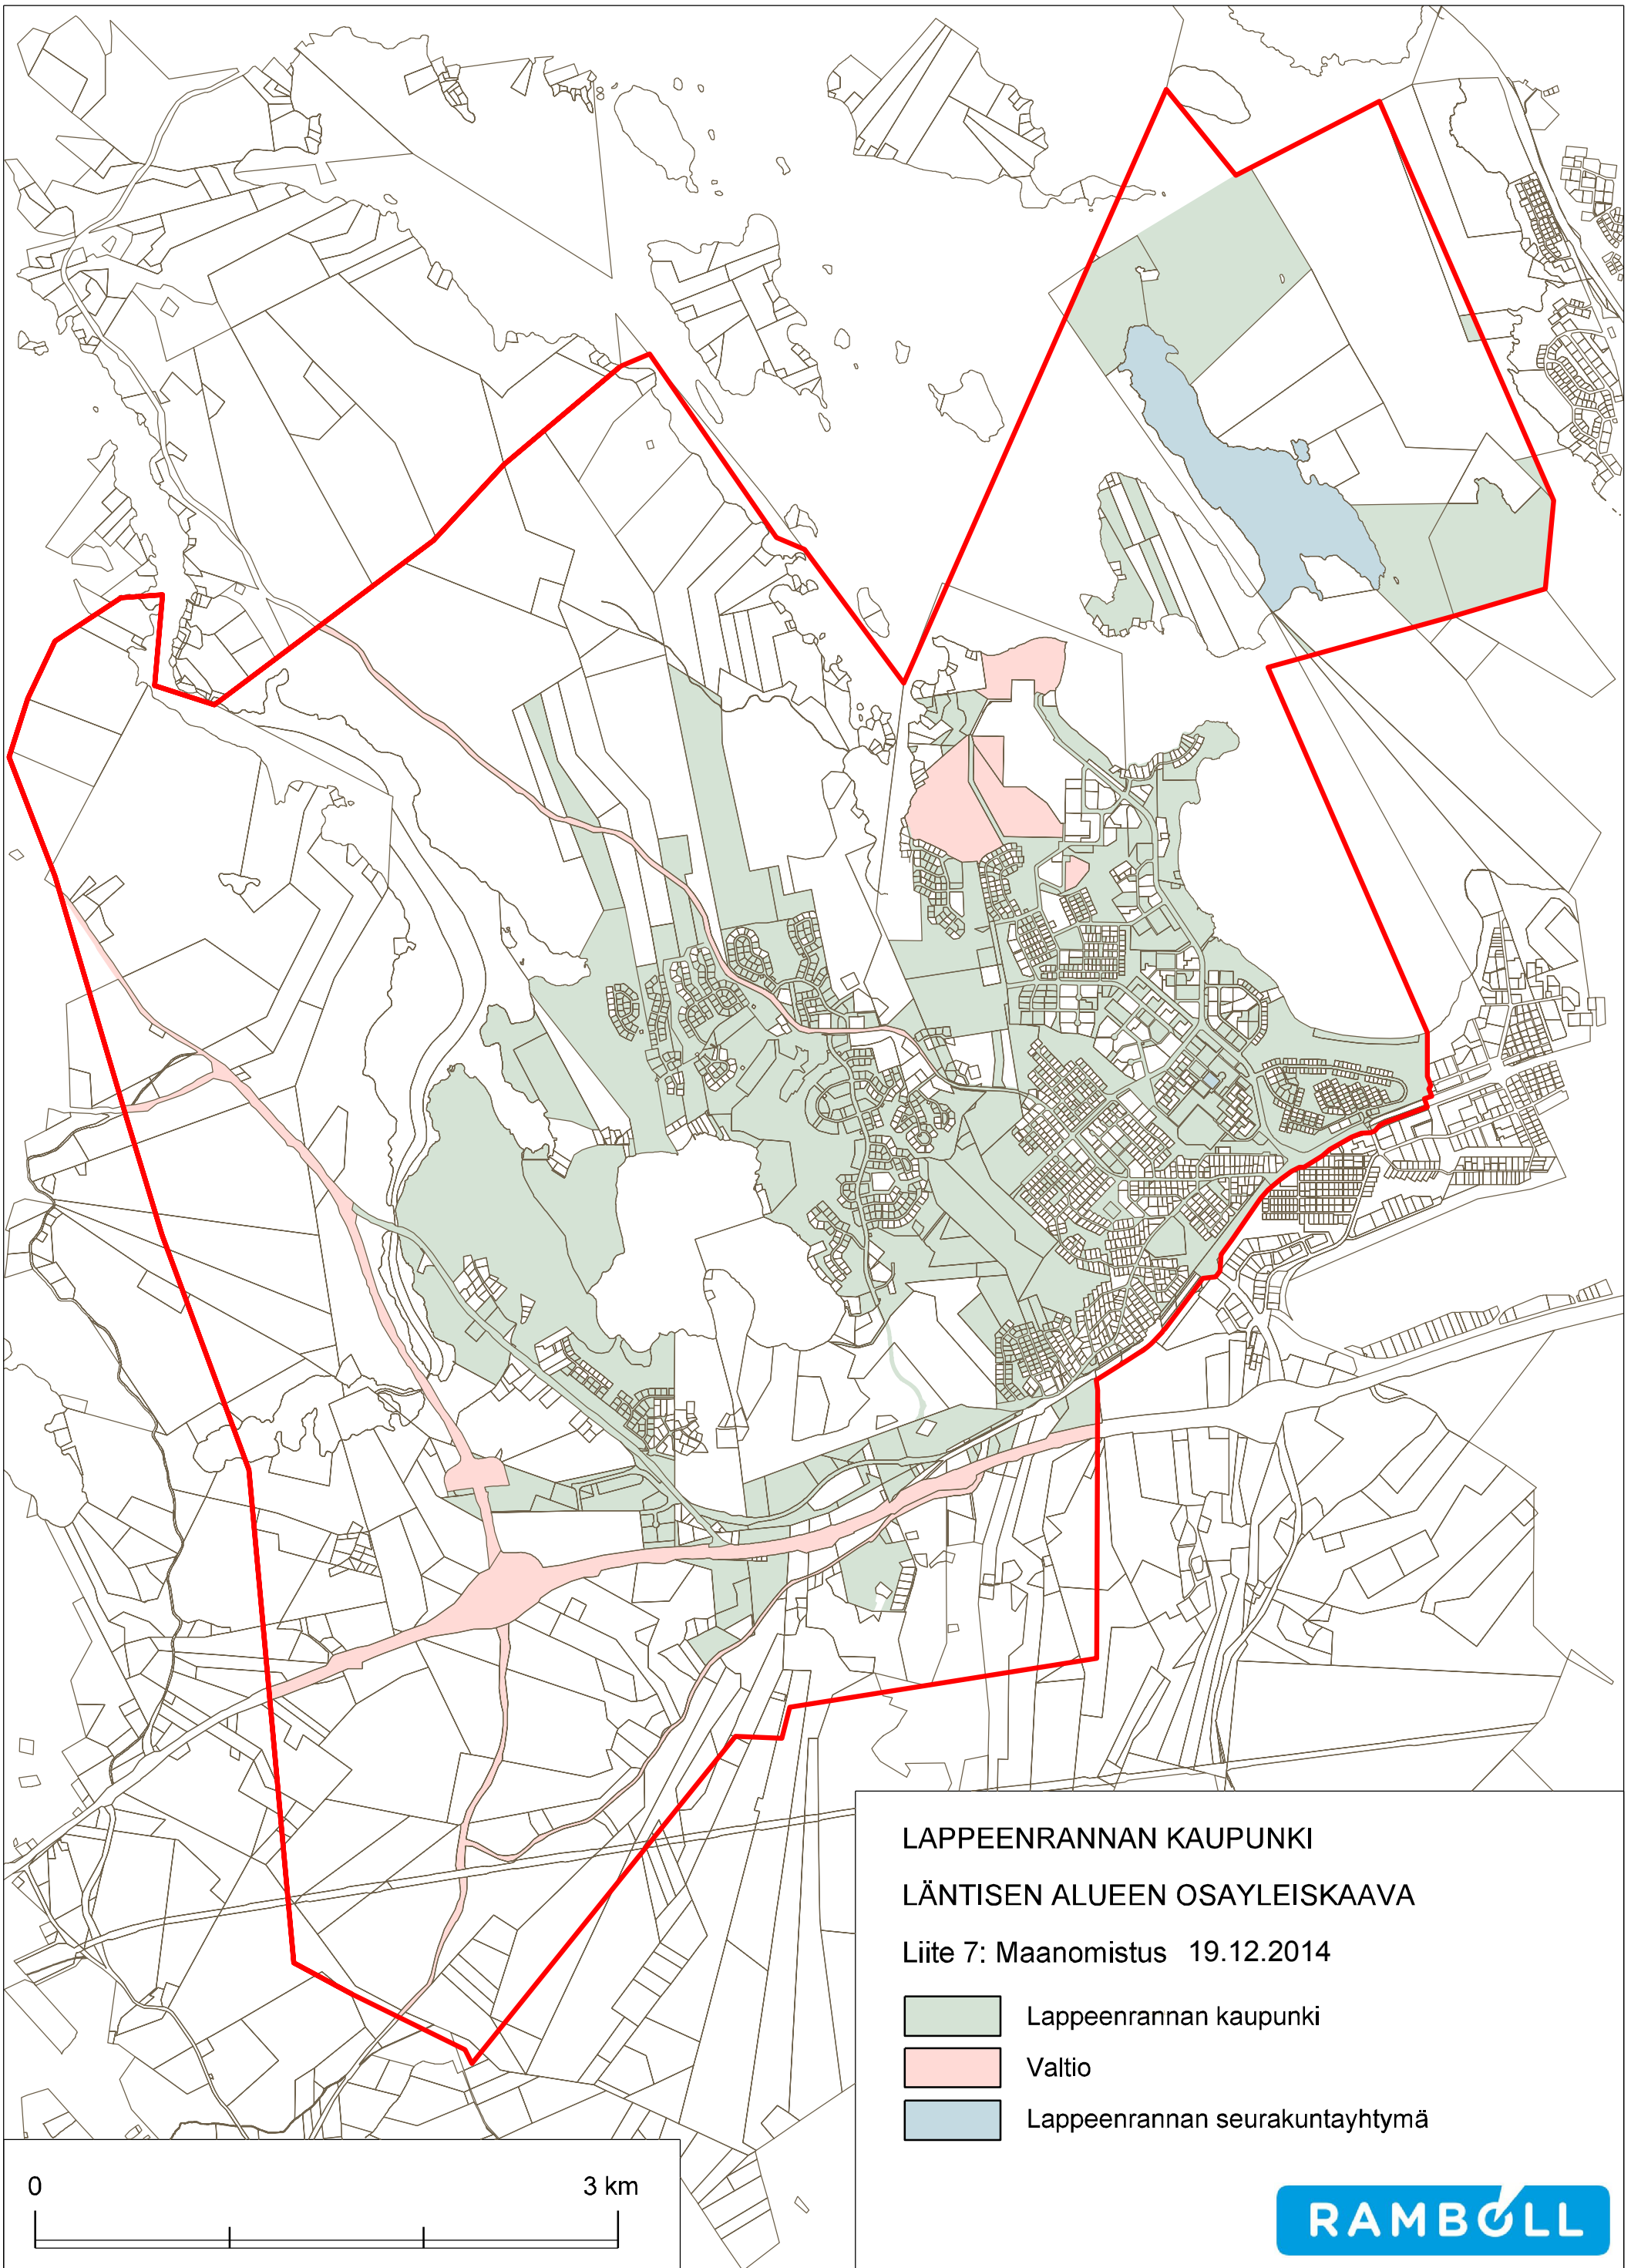 LAPPEENRANNAN KAUPUNKI
LÄNTISEN ALUEEN OSAYLEISKAAVA
Liite 7: Maanomistus 19.12.2014
Lappeenrannan kaupunki
Valtio
Lappeenrannan seurakuntayhtymä
0 3 km
RAMBOLL